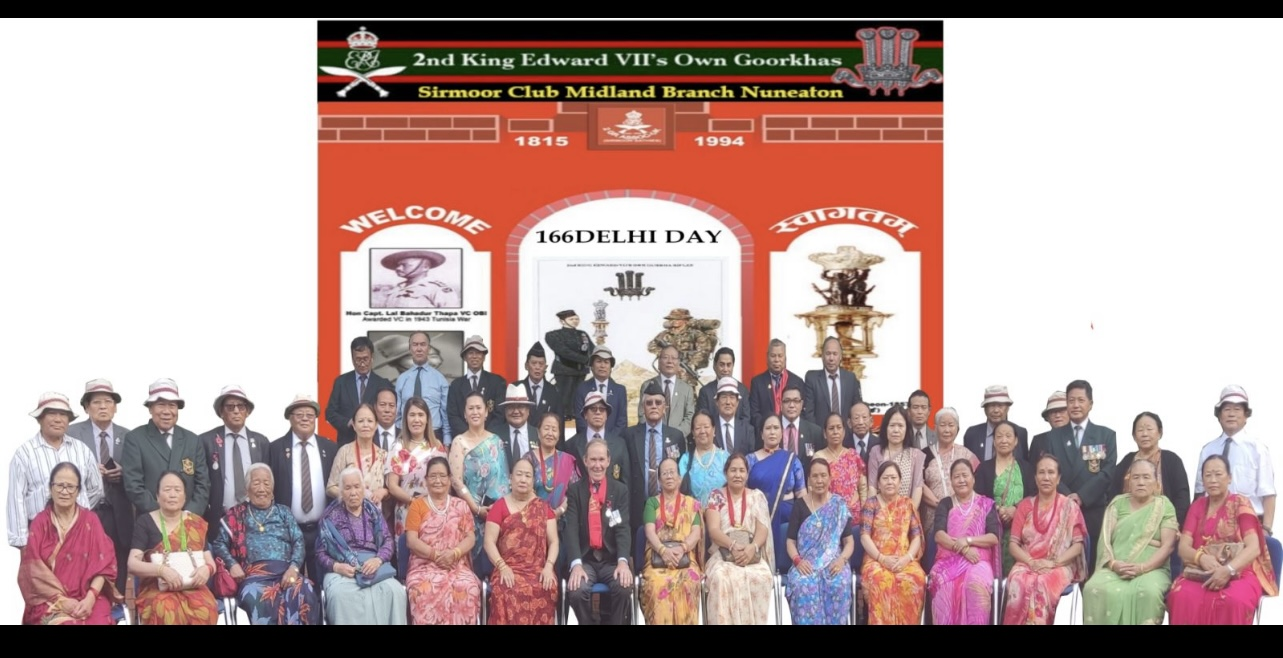 2nd King Edward VII's Own Goorkhas
Sirmoor Club Midland Branch Nuneaton
1815
1994
WELCOME
166DELHI DAY
स्वागतम्
Hon Capt. Lal Bahadur Thapa VC OBI
Awarded VC in 1943 Tunisia War